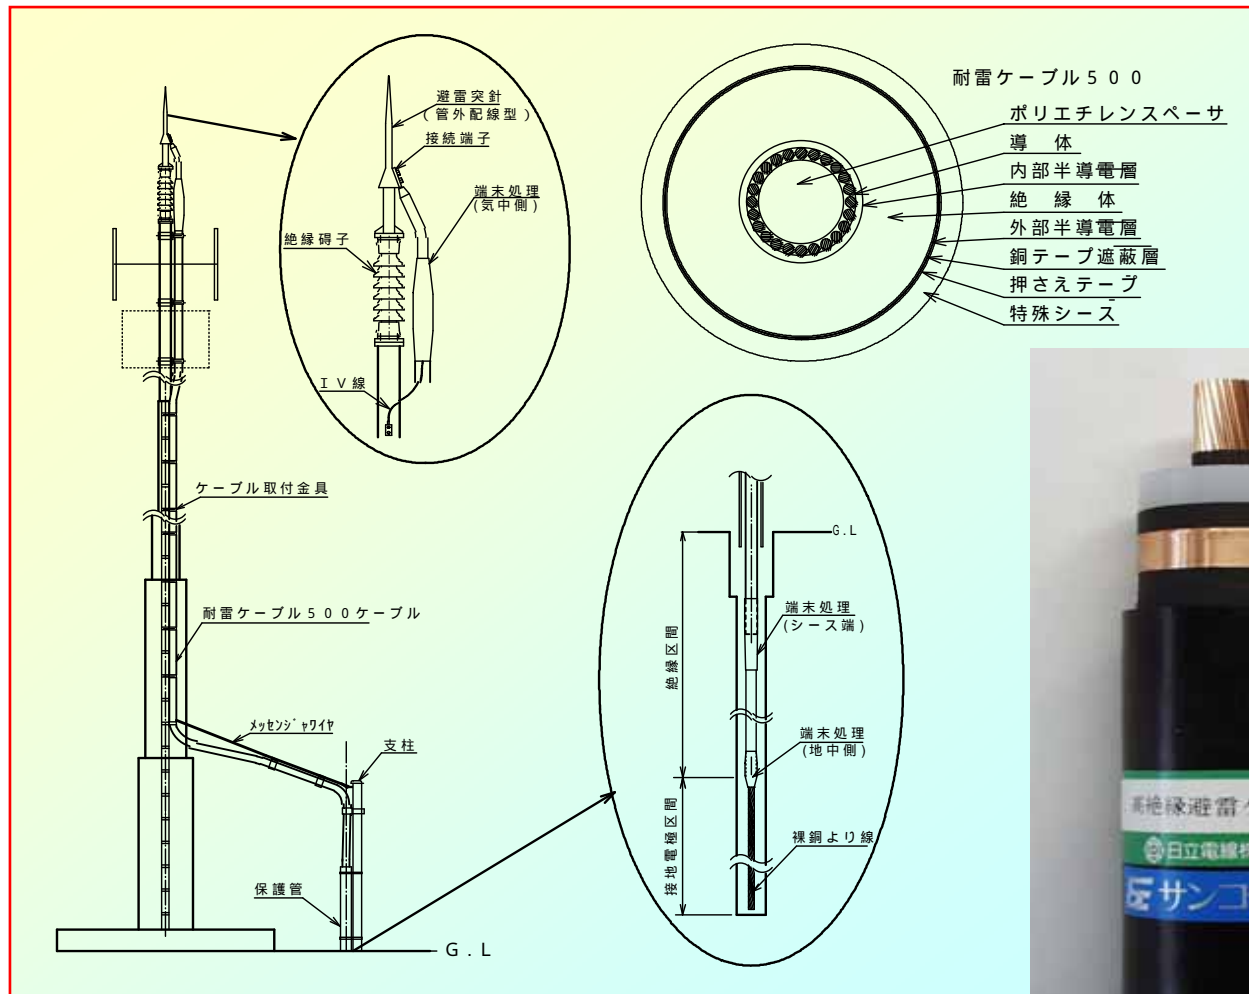 避雷突針
(管外配線型)
接続端子
端末処理
(気中側)
絶縁碍子
ＩＶ線
ケーブル取付金具
耐雷ケーブル５００ケーブル
ﾒｯｾﾝｼﾞｬﾜｲﾔ
支柱
保護管
G.L
耐雷ケーブル５００
ポリエチレンスペーサ
導体
内部半導電層
絶縁体
外部半導電層
銅テープ遮蔽層
押さえテープ
特殊シース
G.L
端末処理
(シース端)
絶縁区間
端末処理
(地中側)
接地電極区間
裸銅より線
高絶縁避雷
日立電線
サンコ